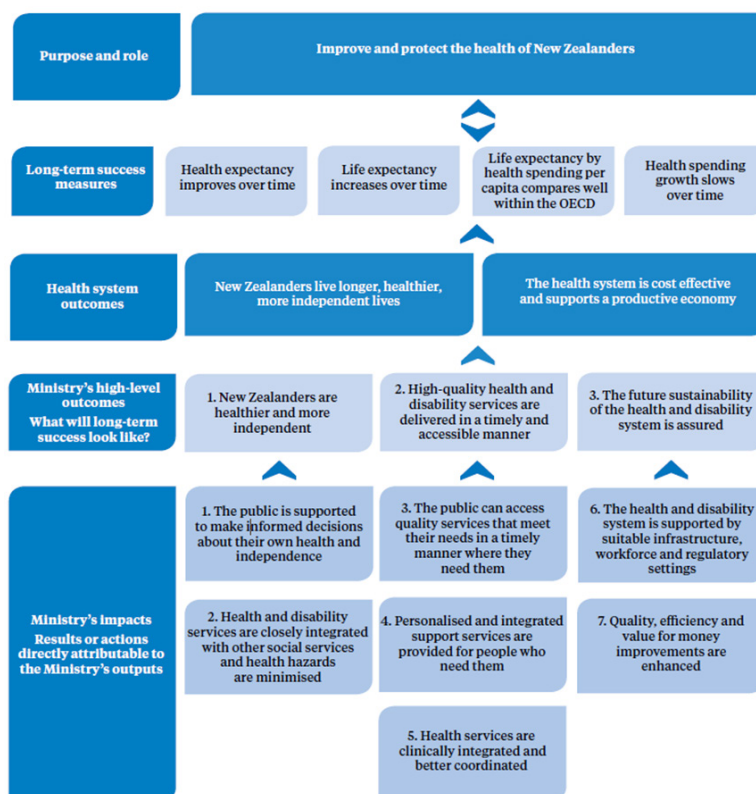 Purpose and role
Improve and protect the health of New Zealanders
Long-term success
measures
Health expectancy
improves over time
Life expectancy
increases over time
Life expectancy by
health spending per
capita compares well
within the OECD
Health spending
growth slows
over time
Health system
outcomes
New Zealanders live longer, healthier,
more independent lives
The health system is cost effective
and supports a productive economy
Ministry's high-level
outcomes
What will long-term
success look like?
1. New Zealanders are
healthier and more
independent
2. High-quality health and
disability services are
delivered in a timely and
accessible manner
3. The future sustainability
of the health and disability
system is assured
Ministry's impacts
Results or actions
directly attributable to
the Ministry's outputs
1. The public is supported
to make informed decisions
about their own health and
independence
3. The public can access
quality services that meet
their needs in a timely
manner where they
need them
6. The health and disability
system is supported by
suitable infrastructure,
workforce and regulatory
settings
2. Health and disability
services are closely integrated
with other social services
and health hazards
are minimised
4. Personalised and integrated
support services are
provided for people who
need them
7. Quality, efficiency and
value for money
improvements are
enhanced
5. Health services are
clinically integrated and
better coordinated